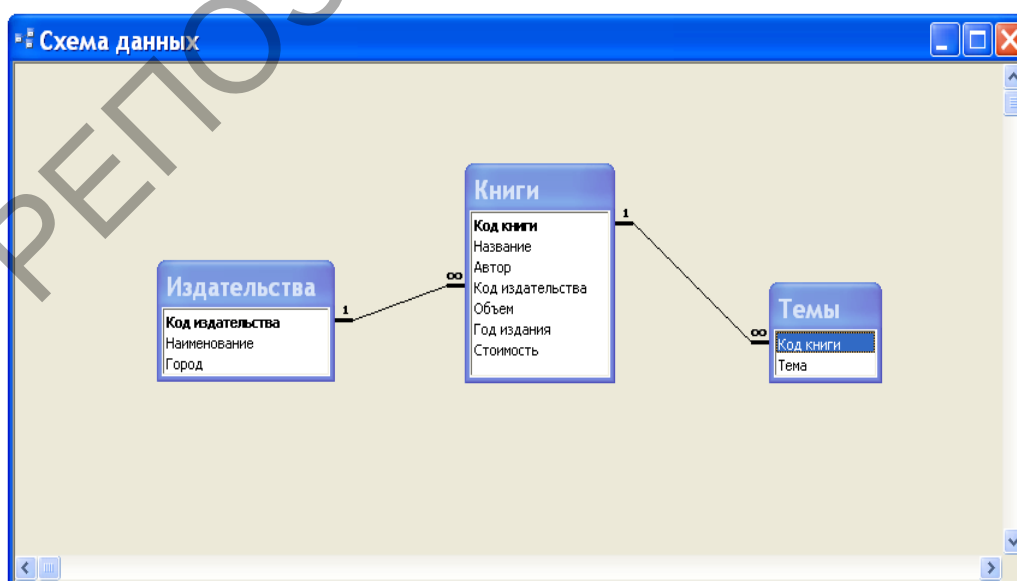 РЕПОЗ
Схема данных
Издательства
Код издательства
Наименование
Город
1
∞
Книги
Код книги
Название
Автор
Код издательства
Объем
Год издания
Стоимость
1
∞
Темы
Код книги
Тема